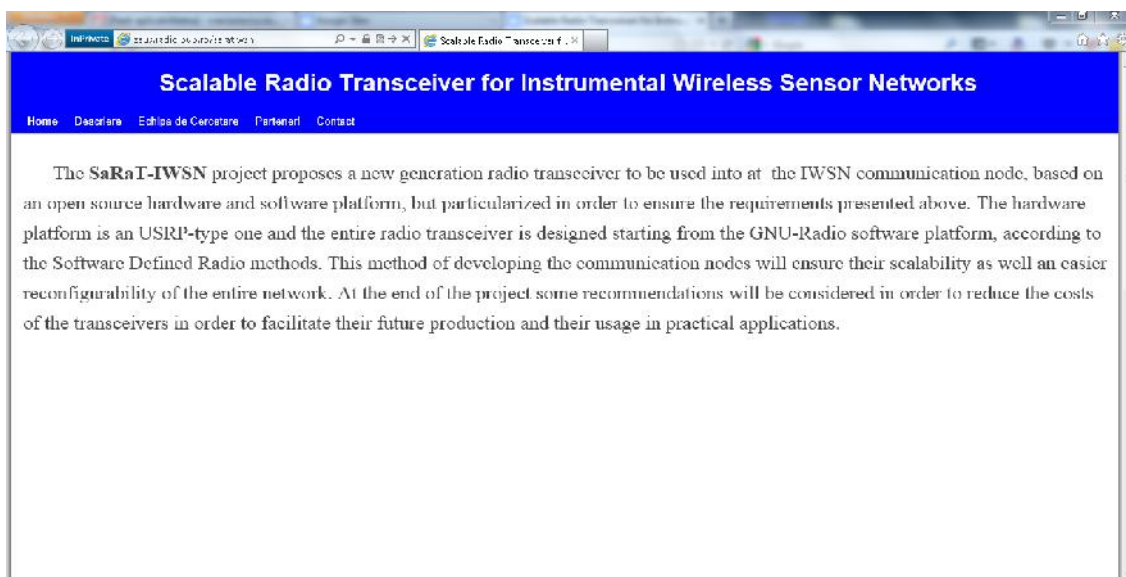 InPrivate
Scalable Radio Transceiver f...
Scalable Radio Transceiver for Instrumental Wireless Sensor Networks
Home Descriere Echipa de Cercetare Parteneri Contact
The SaRaT-IWSN project proposes a new generation radio transceiver to be used into at the IWSN communication node, based on
an open source hardware and software platform, but particularized in order to ensure the requirements presented above. The hardware
platform is an USRP-type one and the entire radio transceiver is designed starting from the GNU-Radio software platform, according to
the Software Defined Radio methods. This method of developing the communication nodes will ensure their scalability as well an easier
reconfigurability of the entire network. At the end of the project some recommendations will be considered in order to reduce the costs
of the transceivers in order to facilitate their future production and their usage in practical applications.